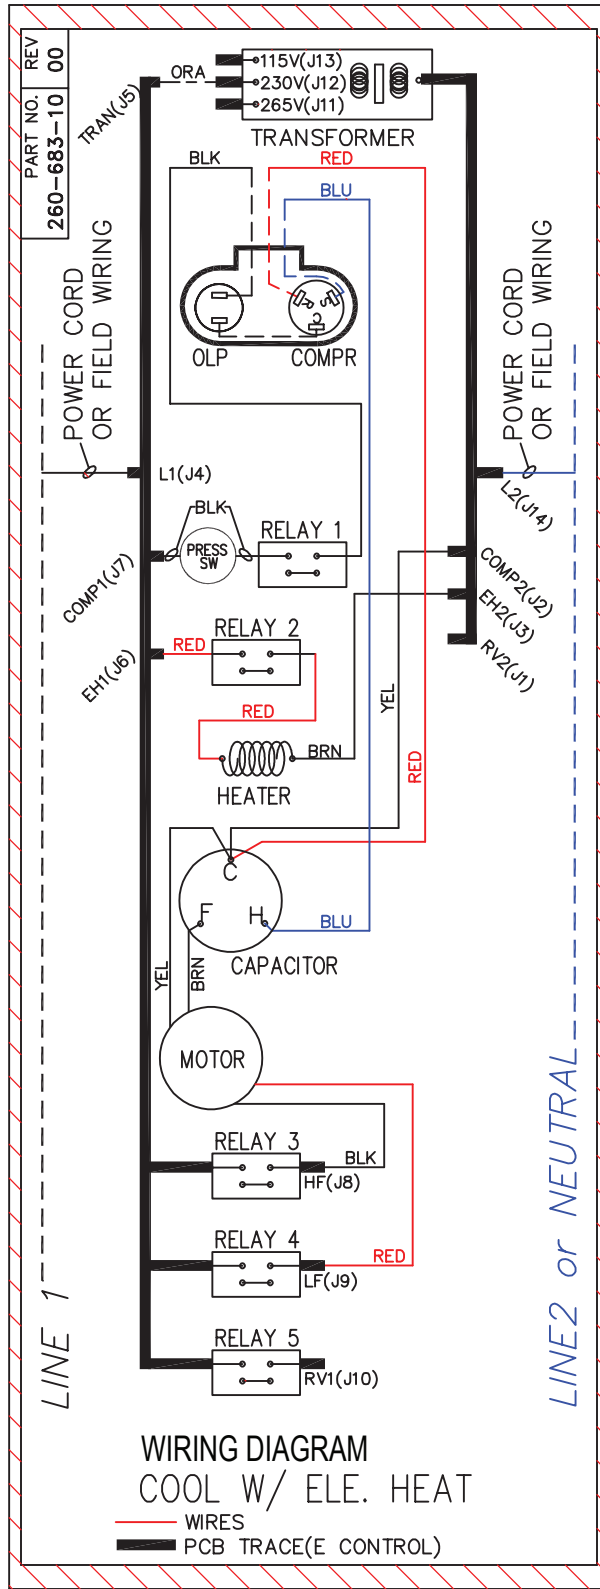 PART NO.
260-683-10
REV
00
TRAN(J5)
ORA
115V(J13)
230V(J12)
265V(J11)
TRANSFORMER
BLK
RED
BLU
R
S
C
OLP
COMPR
POWER CORD
OR FIELD WIRING
POWER CORD
OR FIELD WIRING
L1(J4)
L2(J14)
BLK
PRESS
SW
RELAY 1
COMP1(J7)
COMP2(J2)
EH2(J3)
RV2(J1)
RED
RELAY 2
EH1(J6)
RED
YEL
RED
BRN
HEATER
C
F
H
BLU
CAPACITOR
YEL
BRN
MOTOR
RELAY 3
BLK
HF(J8)
RELAY 4
RED
LF(J9)
RELAY 5
RV1(J10)
LINE 1
LINE2 or NEUTRAL
WIRING DIAGRAM
COOL W/ ELE. HEAT
WIRES
PCB TRACE(E CONTROL)